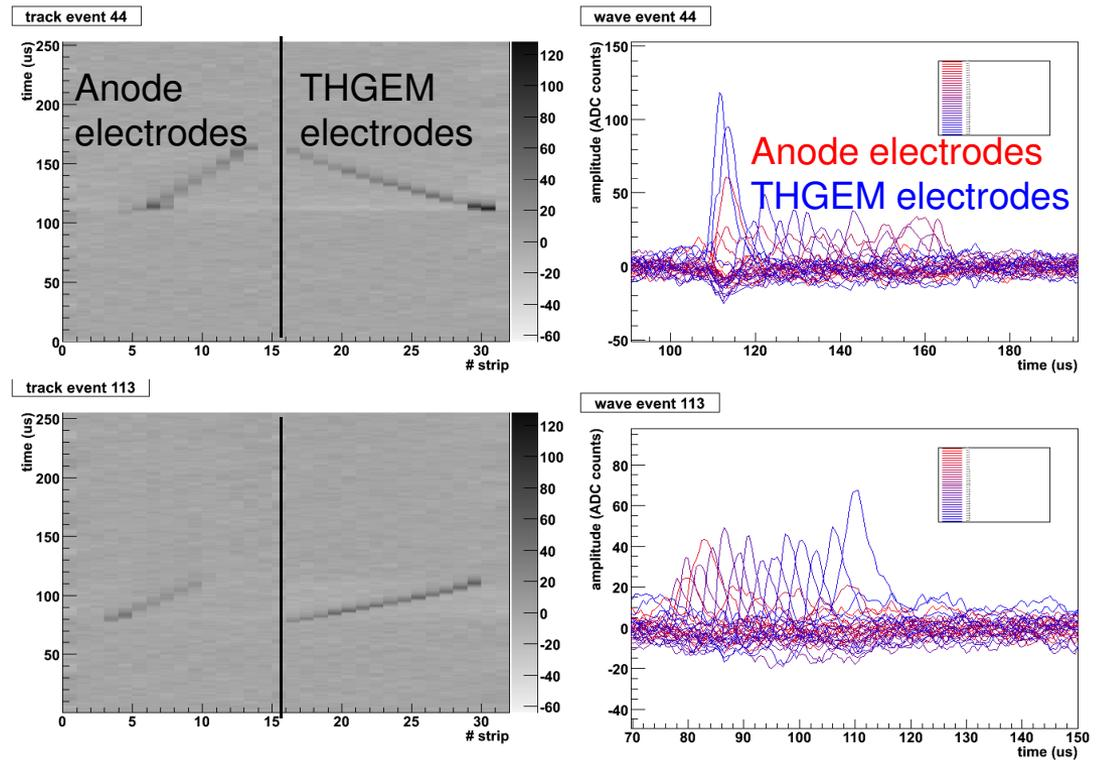 track event 44
time (us)
250
200
150
100
50
0
0 5 10 15 20 25 30
# strip
Anode
electrodes
THGEM
electrodes
120
100
80
60
40
20
0
-20
-40
-60
wave event 44
amplitude (ADC counts)
150
100
50
0
-50
100 120 140 160 180
time (us)
Anode electrodes
THGEM electrodes
track event 113
time (us)
250
200
150
100
50
0 5 10 15 20 25 30
# strip
120
100
80
60
40
20
0
-20
-40
-60
wave event 113
amplitude (ADC counts)
80
60
40
20
0
-20
-40
70 80 90 100 110 120 130 140 150
time (us)